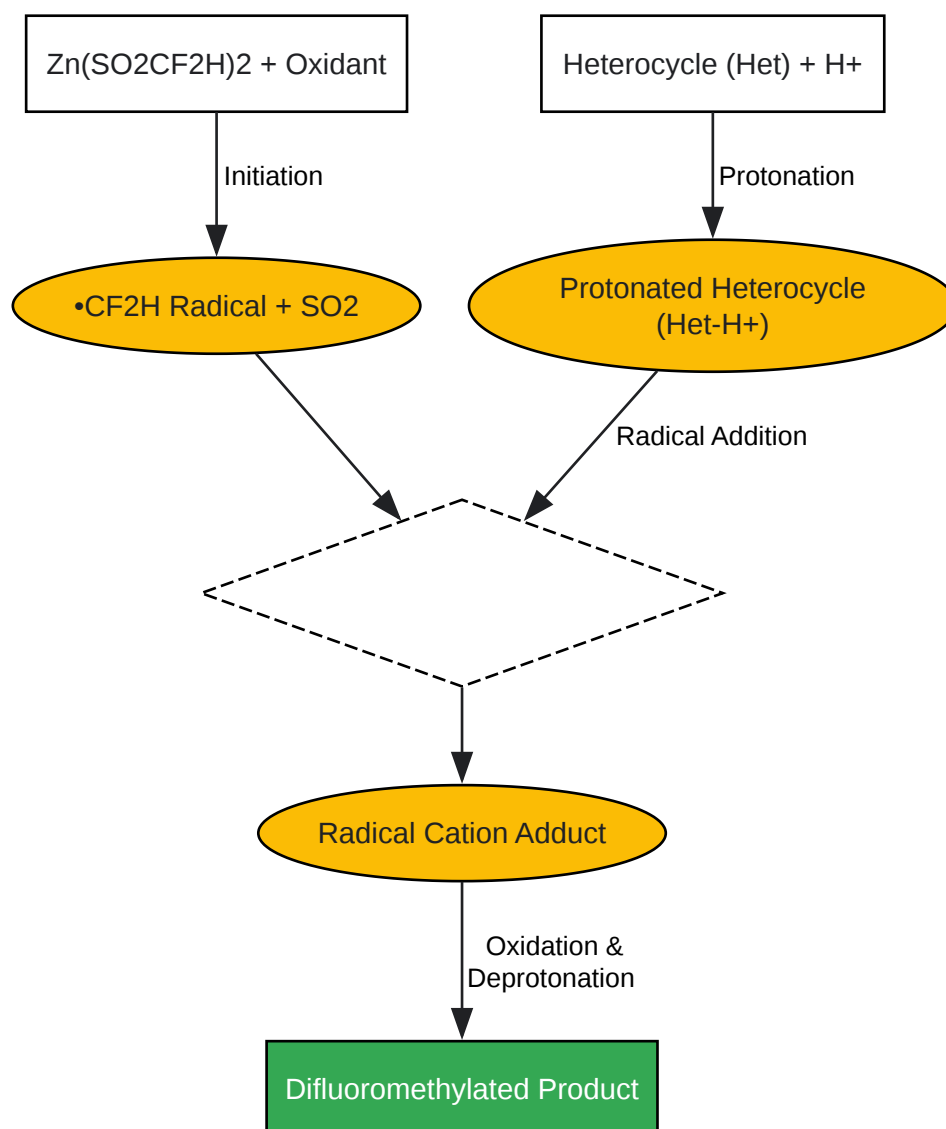 Zn(SO2CF2H)2 + Oxidant
Heterocycle (Het) + H+
Initiation
Protonation
•CF2H Radical + SO2
Protonated Heterocycle
(Het-H+)
Radical Addition
Radical Cation Adduct
Oxidation &
Deprotonation
Difluoromethylated Product